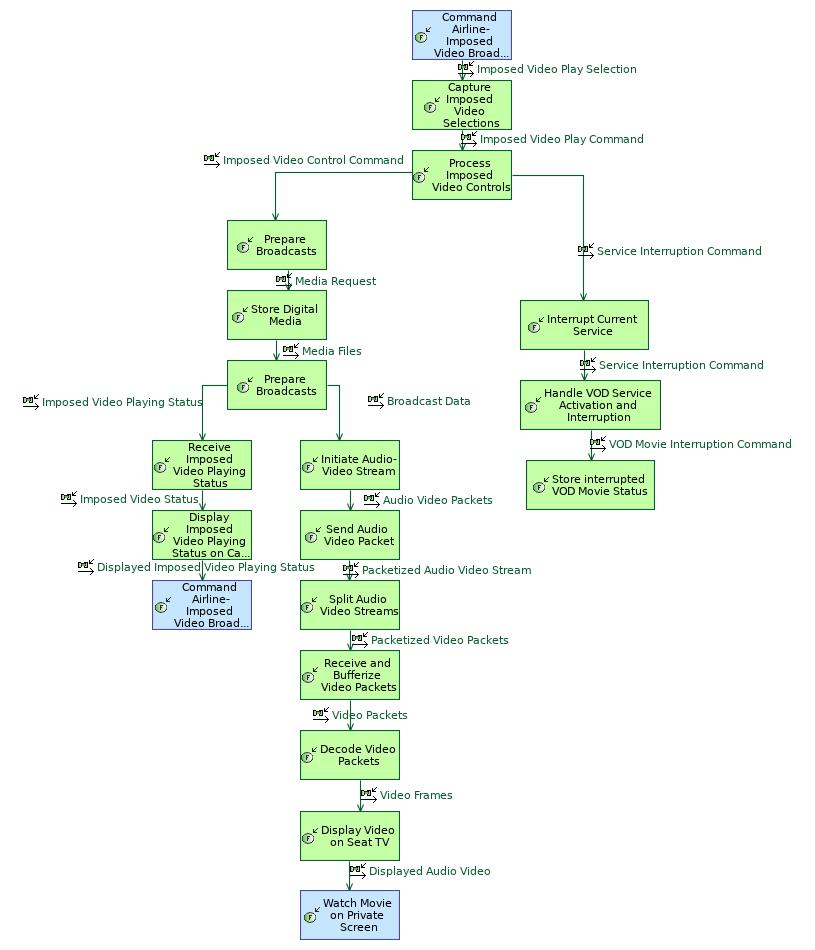 Command
Airline-
Imposed
Video Broad...
Imposed Video Play Selection
Capture
Imposed
Video
Selections
Imposed Video Play Command
Imposed Video Control Command
Process
Imposed
Video Controls
Prepare
Broadcasts
Service Interruption Command
Media Request
Store Digital
Media
Interrupt Current
Service
Media Files
Service Interruption Command
Prepare
Broadcasts
Imposed Video Playing Status
Broadcast Data
Handle VOD Service
Activation and
Interruption
VOD Movie Interruption Command
Receive
Imposed
Video Playing
Status
Initiate Audio-
Video Stream
Store interrupted
VOD Movie Status
Imposed Video Status
Audio Video Packets
Display
Imposed
Video Playing
Status on Ca...
Send Audio
Video Packet
Displayed Imposed Video Playing Status
Packetized Audio Video Stream
Command
Airline-
Imposed
Video Broad...
Split Audio
Video Streams
Packetized Video Packets
Receive and
Bufferize
Video Packets
Video Packets
Decode Video
Packets
Video Frames
Display Video
on Seat TV
Displayed Audio Video
Watch Movie
on Private
Screen